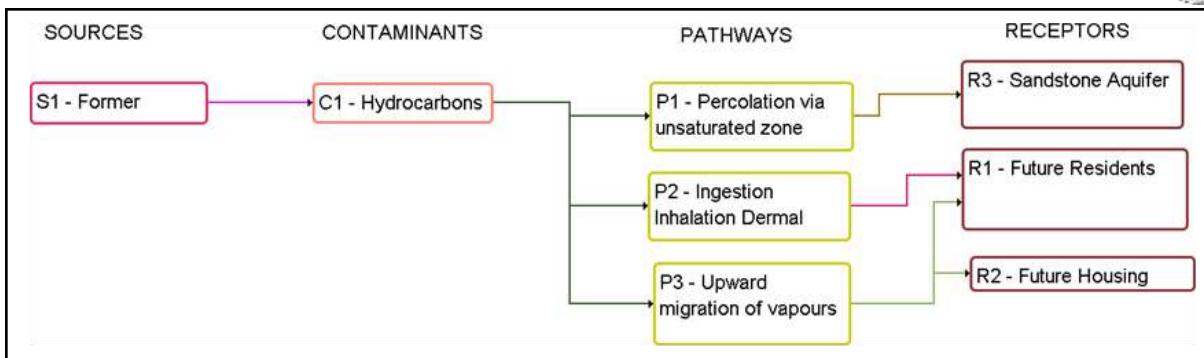 SOURCES
CONTAMINANTS
PATHWAYS
RECEPTORS
S1 - Former
C1 - Hydrocarbons
P1 - Percolation via
unsaturated zone
P2 - Ingestion
Inhalation Dermal
P3 - Upward
migration of vapours
R3 - Sandstone Aquifer
R1 - Future Residents
R2 - Future Housing